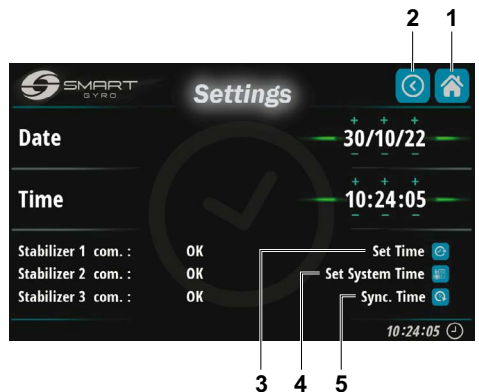 2 1
SMART
GYRO
Settings
Date 30/10/22
Time 10:24:05
Stabilizer 1 com. : OK Set Time
Stabilizer 2 com. : OK Set System Time
Stabilizer 3 com. : OK Sync. Time
10:24:05
3 4 5